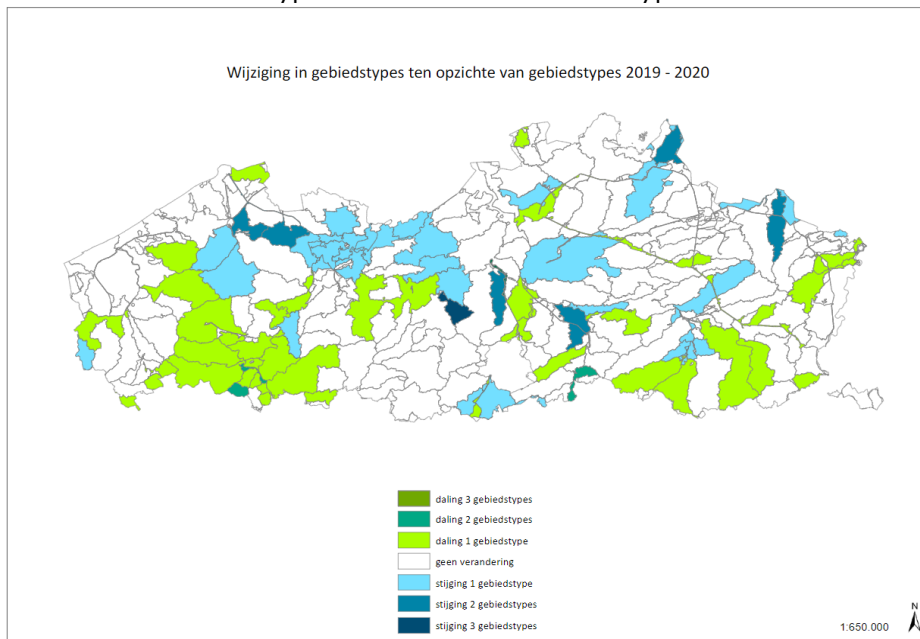 Wijziging in gebiedstypes ten opzichte van gebiedstypes 2019 - 2020
daling 3 gebiedstypes
daling 2 gebiedstypes
daling 1 gebiedstype
geen verandering
stijging 1 gebiedstype
stijging 2 gebiedstypes
stijging 3 gebiedstypes
1:650.000
N